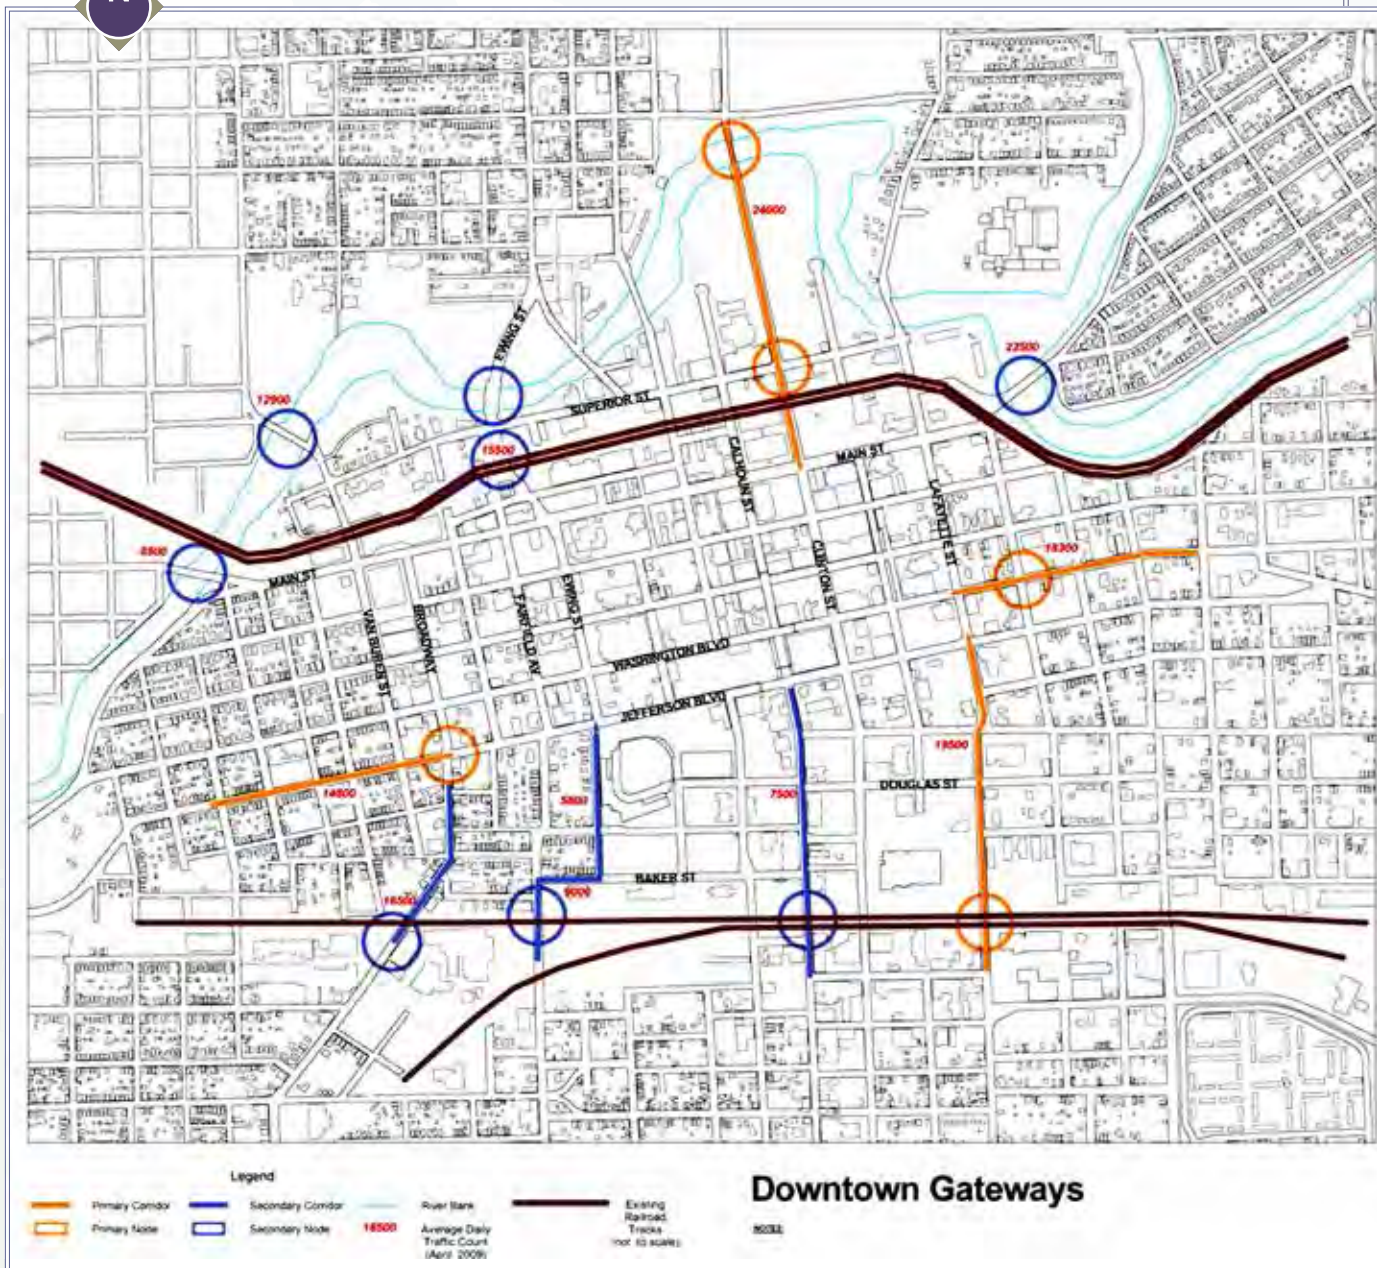 24000
EWING ST
22500
12900
SUPERIOR ST
15500
CALHOUN ST
MAIN ST
LAFAYETTE ST
8800
MAIN ST
18300
CLINTON ST
EWING ST
FAIRFIELD AV
BROADWAY
VAN BUREN ST
WASHINGTON BLVD
JEFFERSON BLVD
DOUGLAS ST
14800
5800
7500
BAKER ST
9000
Legend
Primary Corridor
Secondary Corridor
River Bank
Existing
Railroad
Tracks
(not to scale)
Primary Node
Secondary Node
16500
Average Daily
Traffic Count
(April 2009)
Downtown Gateways